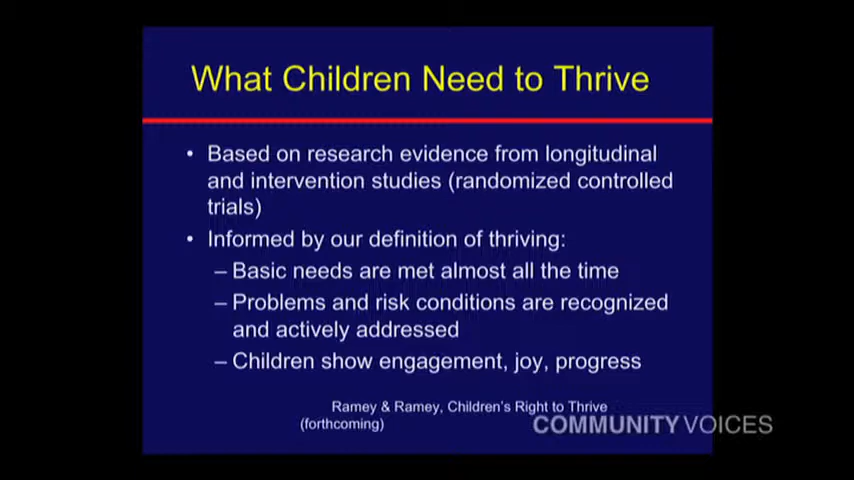 What Children Need to Thrive
• Based on research evidence from longitudinal
and intervention studies (randomized controlled
trials)
• Informed by our definition of thriving:
– Basic needs are met almost all the time
– Problems and risk conditions are recognized
and actively addressed
– Children show engagement, joy, progress
Ramey & Ramey, Children's Right to Thrive
(forthcoming)
COMMUNITY VOICES